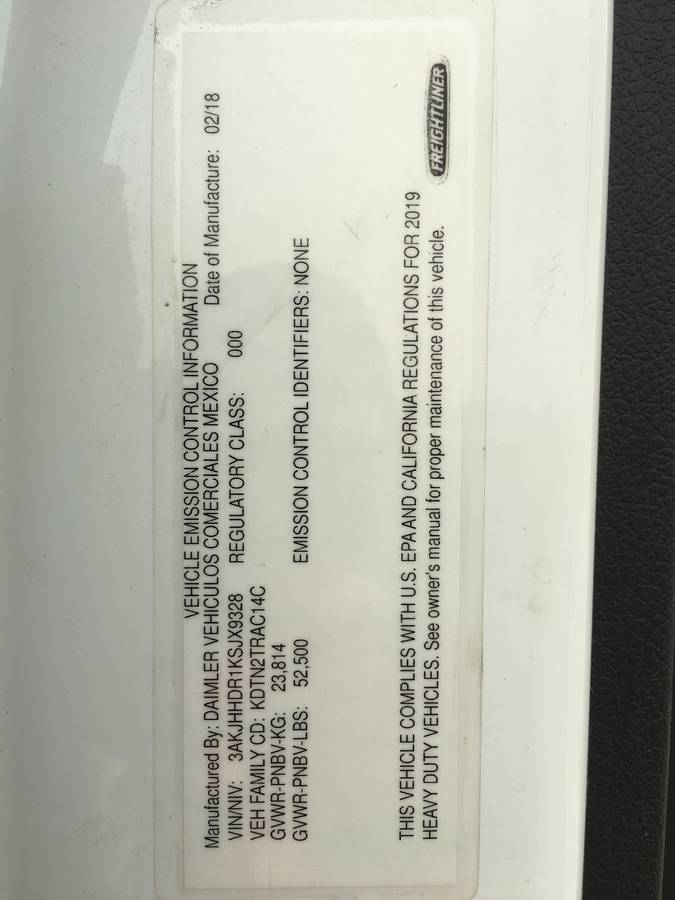 VEHICLE EMISSION CONTROL INFORMATION
Manufactured By: DAIMLER VEHICULOS COMERCIALES MEXICO Date of Manufacture: 02/18
VIN/NIV: 3AKJHHDR1KSJX9328 REGULATORY CLASS: 000
VEH FAMILY CD: KDTN2TRAC14C
GVWR-PNBV-KG: 23,814
GVWR-PNBV-LBS: 52,500 EMISSION CONTROL IDENTIFIERS: NONE
THIS VEHICLE COMPLIES WITH U.S. EPA AND CALIFORNIA REGULATIONS FOR 2019
HEAVY DUTY VEHICLES. See owner's manual for proper maintenance of this vehicle.
FREIGHTLINER